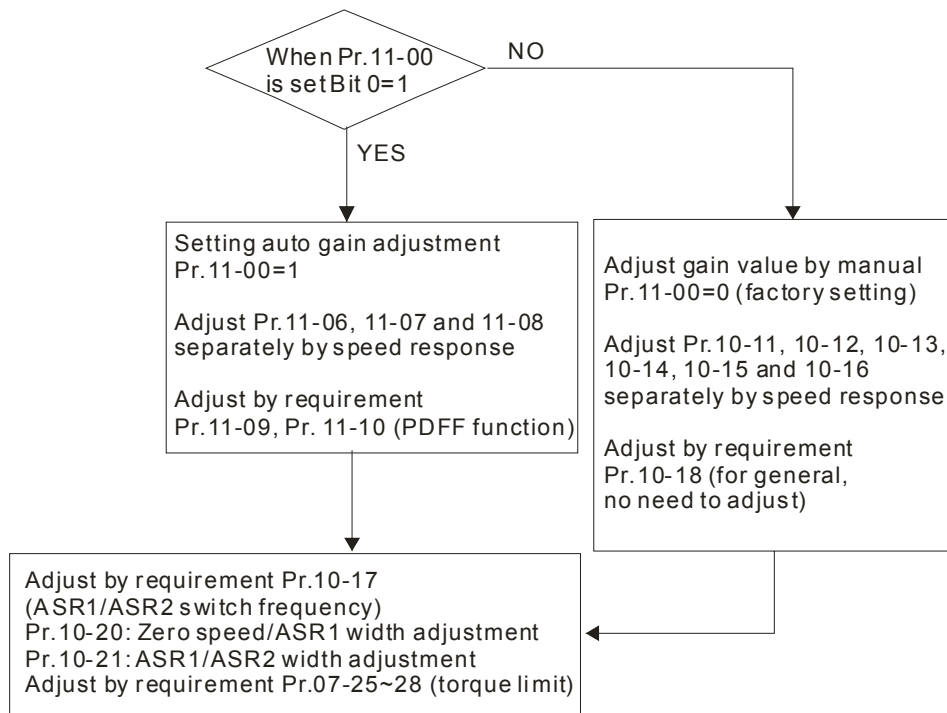 When Pr.11-00
is set Bit 0=1
NO
YES
Setting auto gain adjustment
Pr.11-00=1
Adjust Pr.11-06, 11-07 and 11-08
separately by speed response
Adjust by requirement
Pr.11-09, Pr. 11-10 (PDFF function)
Adjust gain value by manual
Pr.11-00=0 (factory setting)
Adjust Pr.10-11, 10-12, 10-13,
10-14, 10-15 and 10-16
separately by speed response
Adjust by requirement
Pr.10-18 (for general,
no need to adjust)
Adjust by requirement Pr.10-17
(ASR1/ASR2 switch frequency)
Pr.10-20: Zero speed/ASR1 width adjustment
Pr.10-21: ASR1/ASR2 width adjustment
Adjust by requirement Pr.07-25~28 (torque limit)